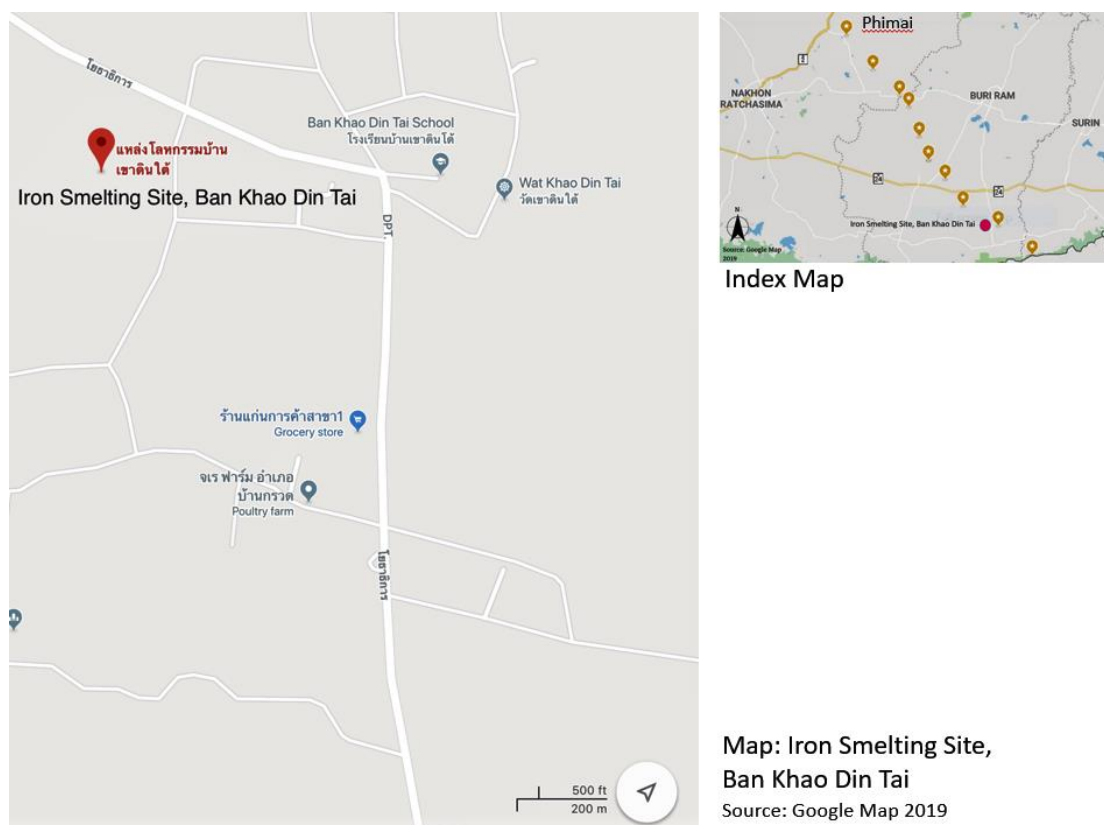 โยธาธิการ
แหล่งโลหกรรมบ้าน
เขาดินใต้
Iron Smelting Site, Ban Khao Din Tai
Ban Khao Din Tai School
โรงเรียนบ้านเขาดินใต้
Wat Khao Din Tai
วัดเขาดินใต้
DPT.
ร้านแก่นการค้าสาขา1
Grocery store
จเร ฟาร์ม อำเภอ
บ้านกรวด
Poultry farm
โยธาธิการ
500 ft
200 m
Phimai
2
NAKHON
RATCHASIMA
BURI RAM
SURIN
24
24
Iron Smelting Site, Ban Khao Din Tai
N
Source: Google Map
2019
Index Map
Map: Iron Smelting Site,
Ban Khao Din Tai
Source: Google Map 2019